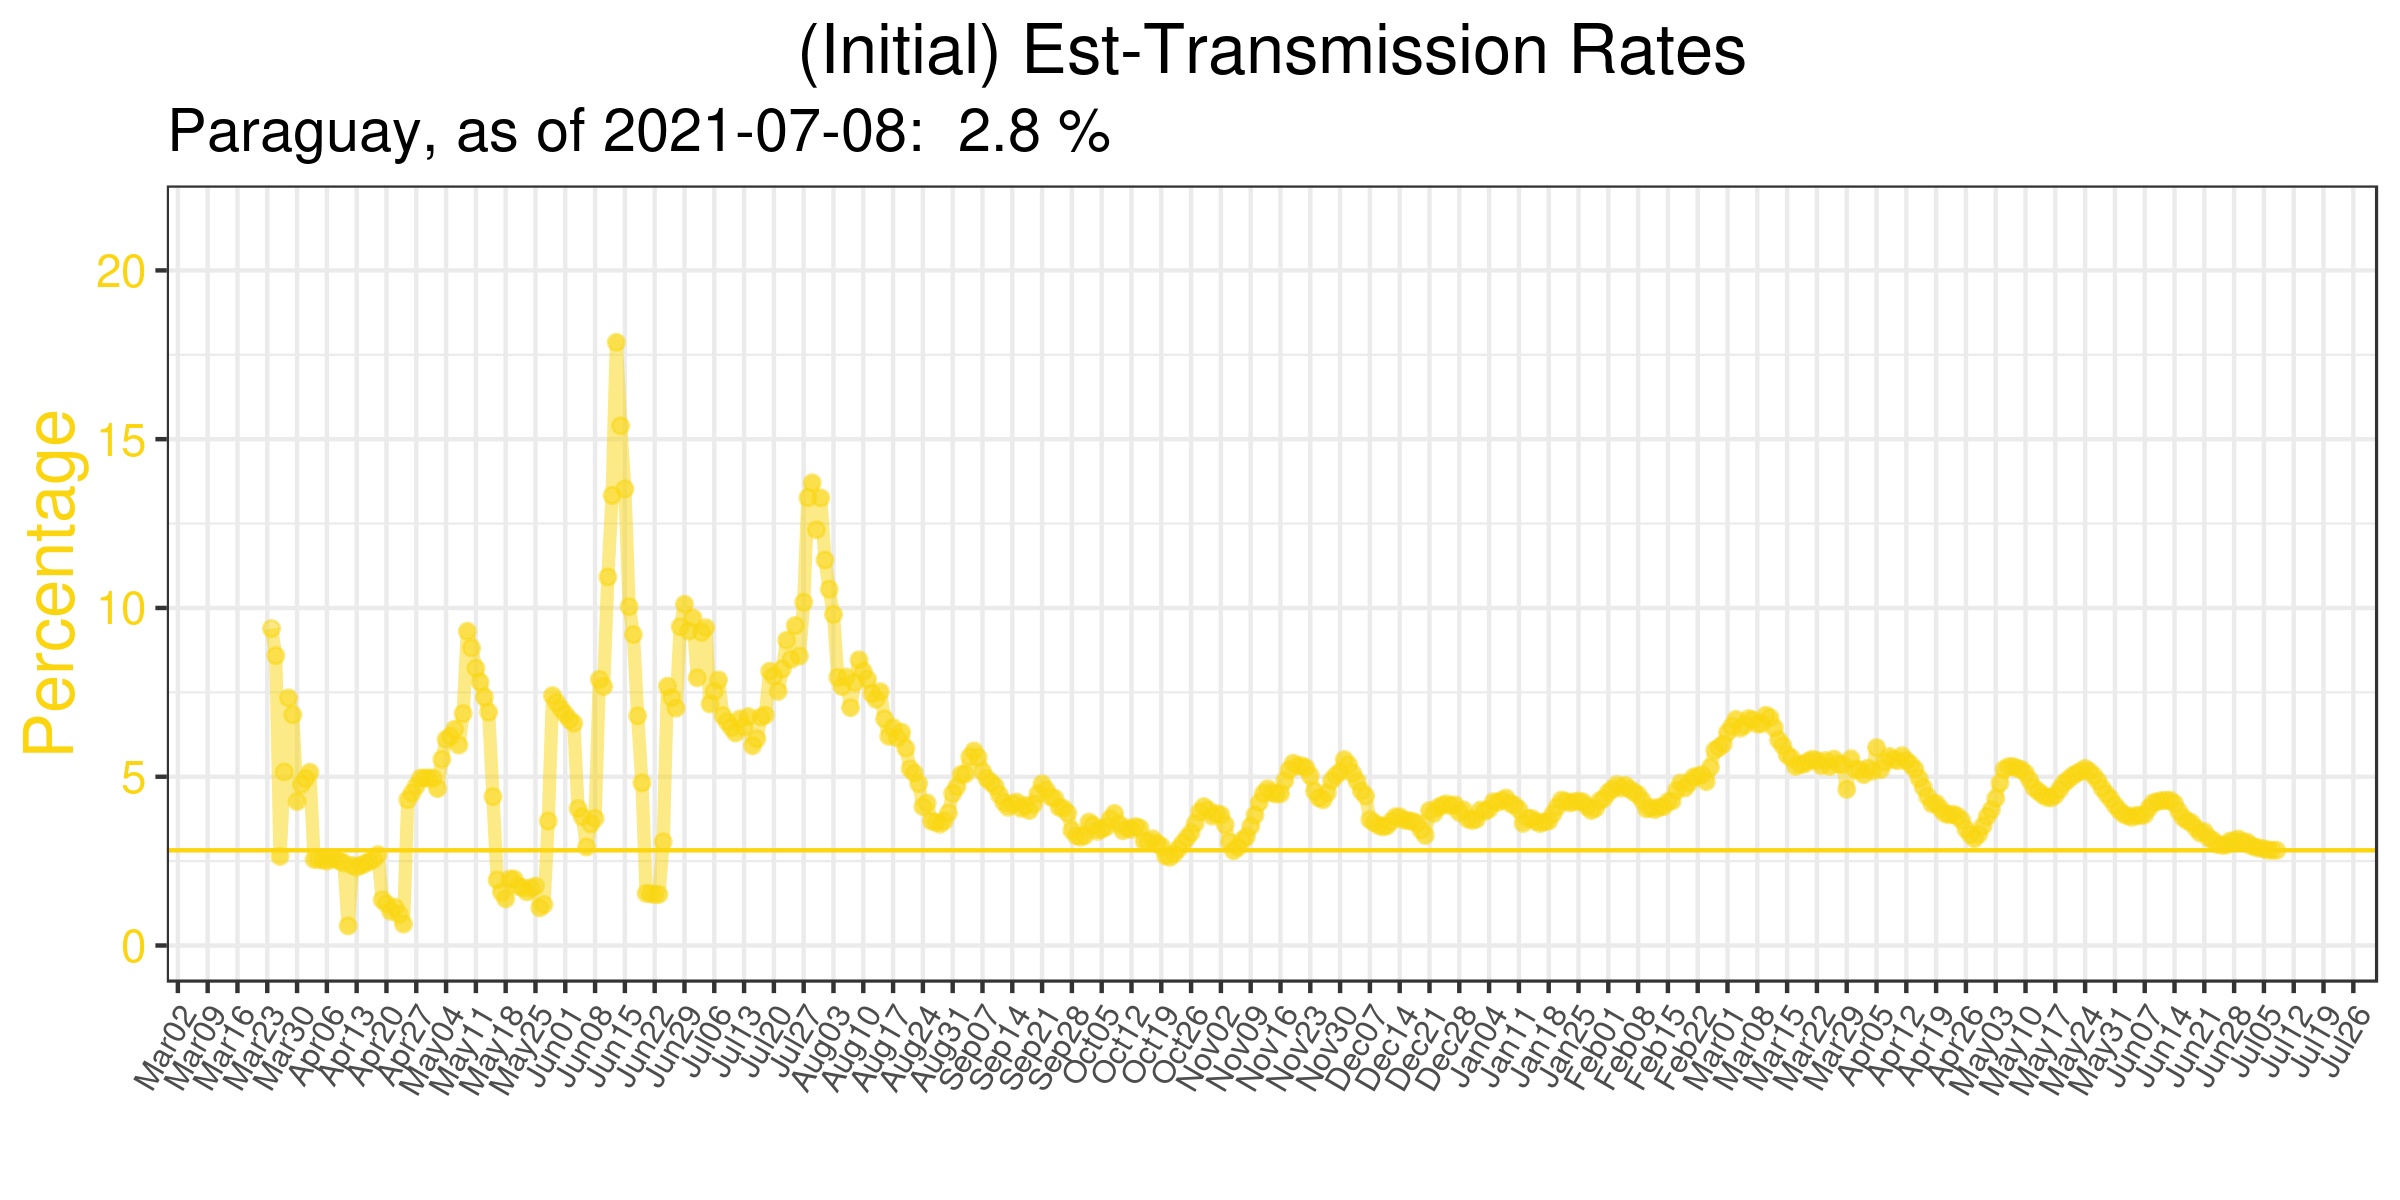 (Initial) Est-Transmission Rates
Paraguay, as of 2021-07-08:  2.8 %
Percentage
20
15
10
5
0
Mar02
Mar09
Mar16
Mar23
Mar30
Apr06
Apr13
Apr20
Apr27
May04
May11
May18
May25
Jun01
Jun08
Jun15
Jun22
Jun29
Jul06
Jul13
Jul20
Jul27
Aug03
Aug10
Aug17
Aug24
Aug31
Sep07
Sep14
Sep21
Sep28
Oct05
Oct12
Oct19
Oct26
Nov02
Nov09
Nov16
Nov23
Nov30
Dec07
Dec14
Dec21
Dec28
Jan04
Jan11
Jan18
Jan25
Feb01
Feb08
Feb15
Feb22
Mar01
Mar08
Mar15
Mar22
Mar29
Apr05
Apr12
Apr19
Apr26
May03
May10
May17
May24
May31
Jun07
Jun14
Jun21
Jun28
Jul05
Jul12
Jul19
Jul26